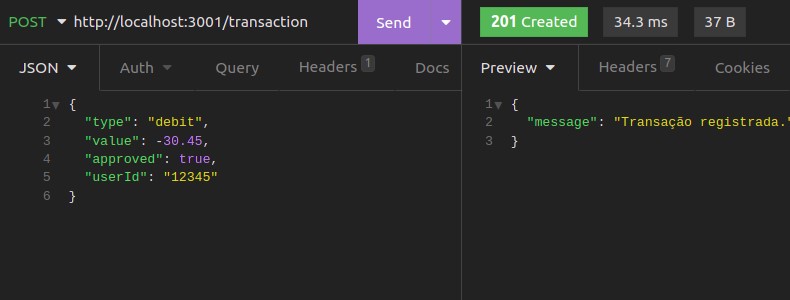 POST http://localhost:3001/transaction Send 201 Created 34.3 ms 37 B
JSON Auth Query Headers 1 Docs Preview Headers 7 Cookies
1 {
2 "type": "debit",
3 "value": -30.45,
4 "approved": true,
5 "userId": "12345"
6 }
1 {
2 "message": "Transação registrada."
3 }